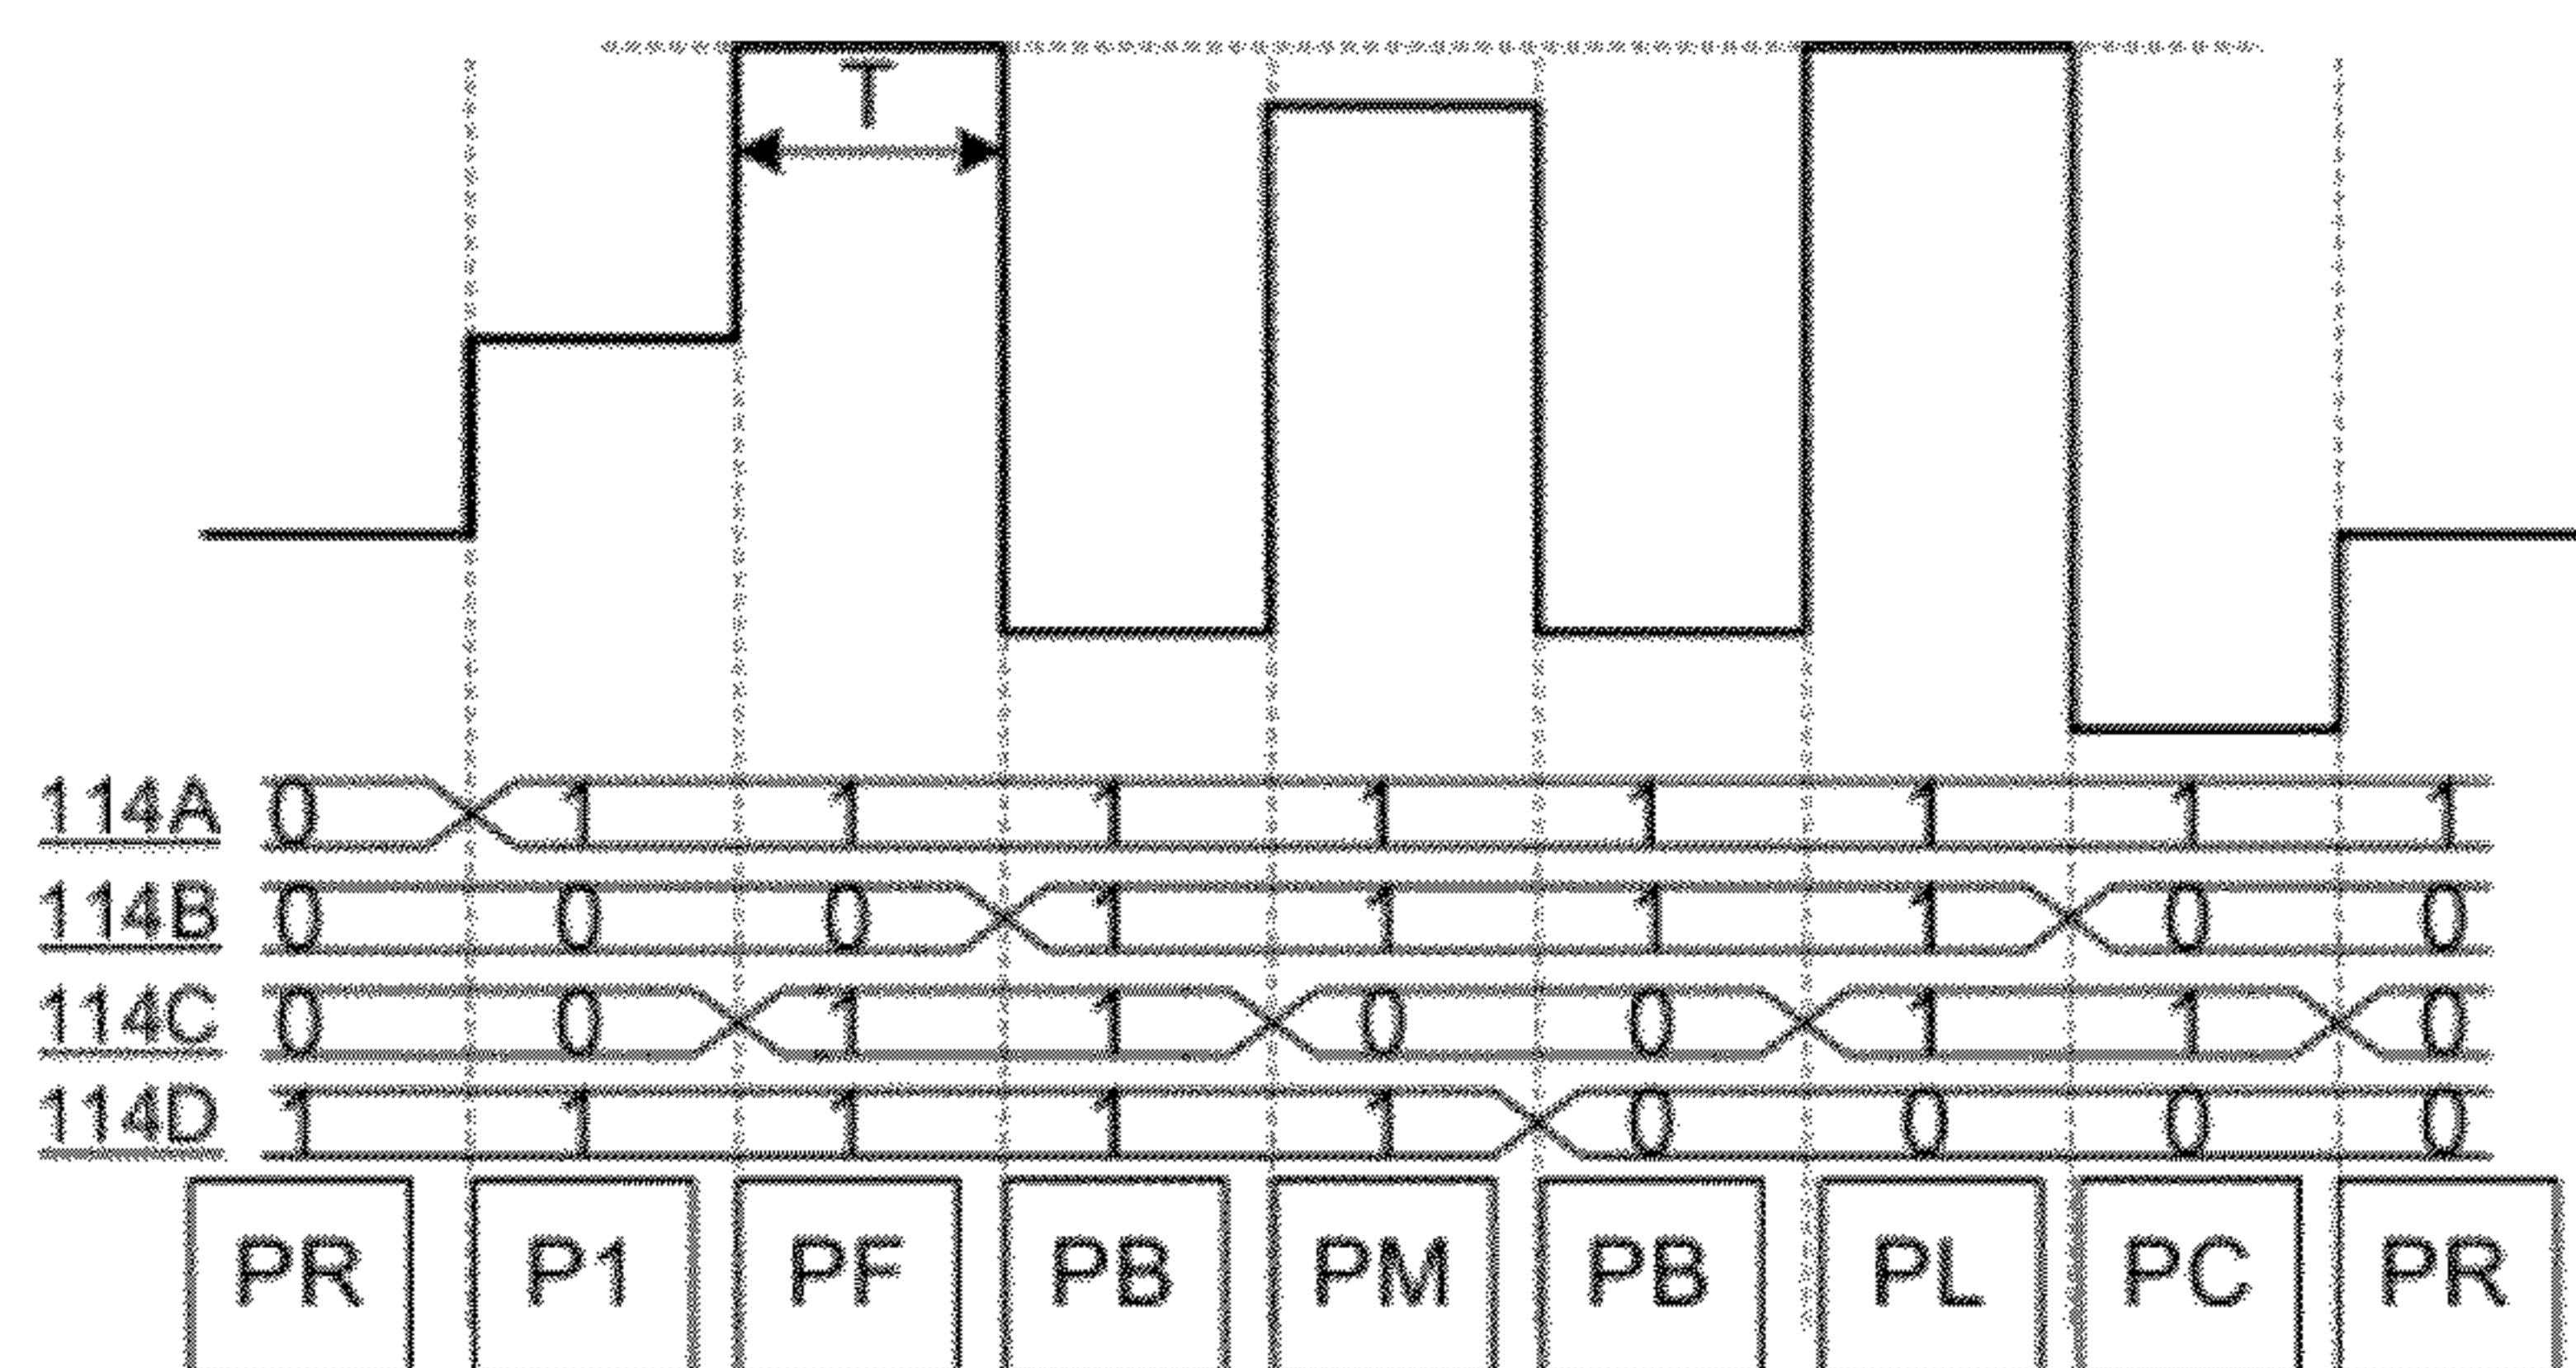 T
114A 0 1 1 1 1 1 1 1 1
114B 0 0 0 1 1 1 1 0 0
114C 0 0 1 1 0 0 1 1 0
114D 1 1 1 1 1 0 0 0 0
PR P1 PF PB PM PB PL PC PR